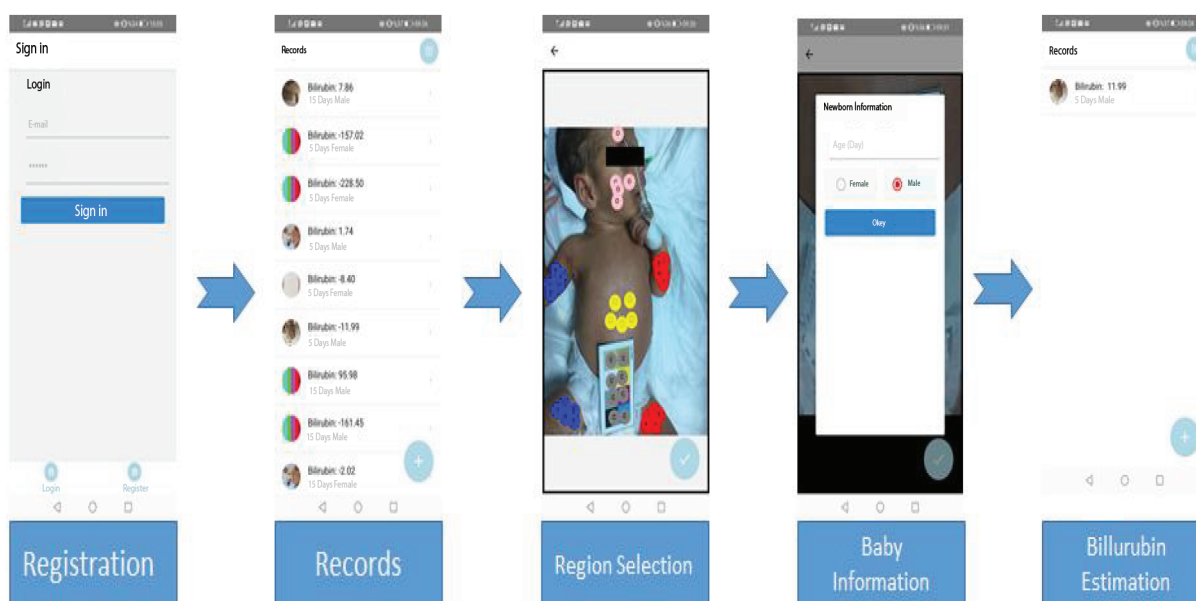 Sign in
Login
E-mail
••••••
Sign in
Login
Register
Registration
Records
Bilirubin: 7.86
15 Days Male
Bilirubin: -157.02
5 Days Female
Bilirubin: -228.50
5 Days Female
Bilirubin: 1.74
5 Days Male
Bilirubin: -8.40
5 Days Female
Bilirubin: -11.99
5 Days Male
Bilirubin: 95.98
15 Days Male
Bilirubin: -161.45
15 Days Male
Bilirubin: -2.02
15 Days Female
Records
Region Selection
Newborn Information
Age (Day)
Female
Male
Okey
Baby
Information
Records
Bilirubin: 11.99
5 Days Male
Billurubin
Estimation